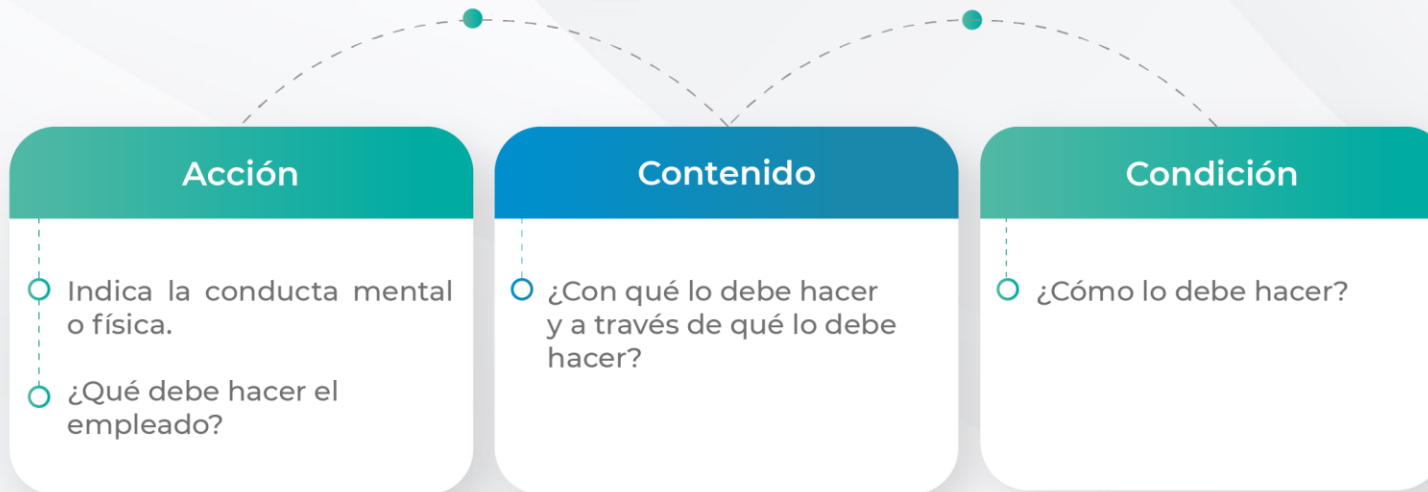 Acción
Indica la conducta mental
o física.
¿Qué debe hacer el
empleado?
Contenido
¿Con qué lo debe hacer
y a través de qué lo debe
hacer?
Condición
¿Cómo lo debe hacer?